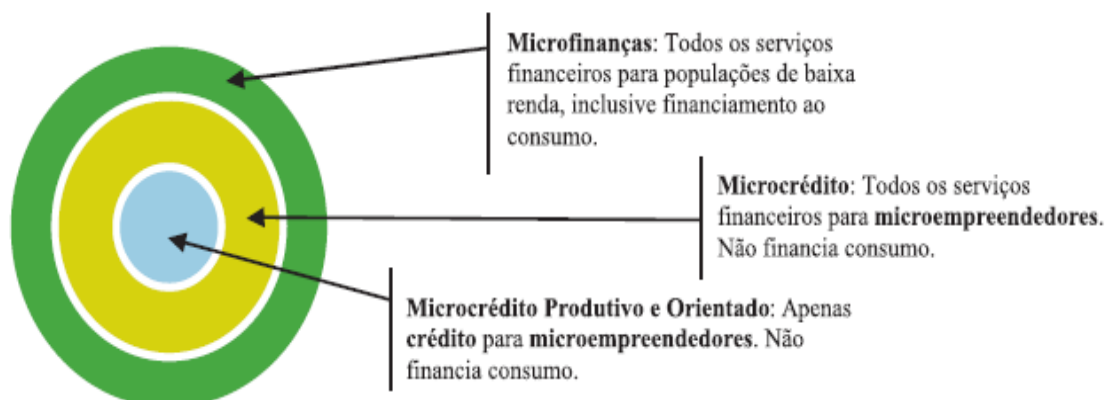 Microfinanças: Todos os serviços
financeiros para populações de baixa
renda, inclusive financiamento ao
consumo.
Microcrédito: Todos os serviços
financeiros para microempreendedores.
Não financia consumo.
Microcrédito Produtivo e Orientado: Apenas
crédito para microempreendedores. Não
financia consumo.